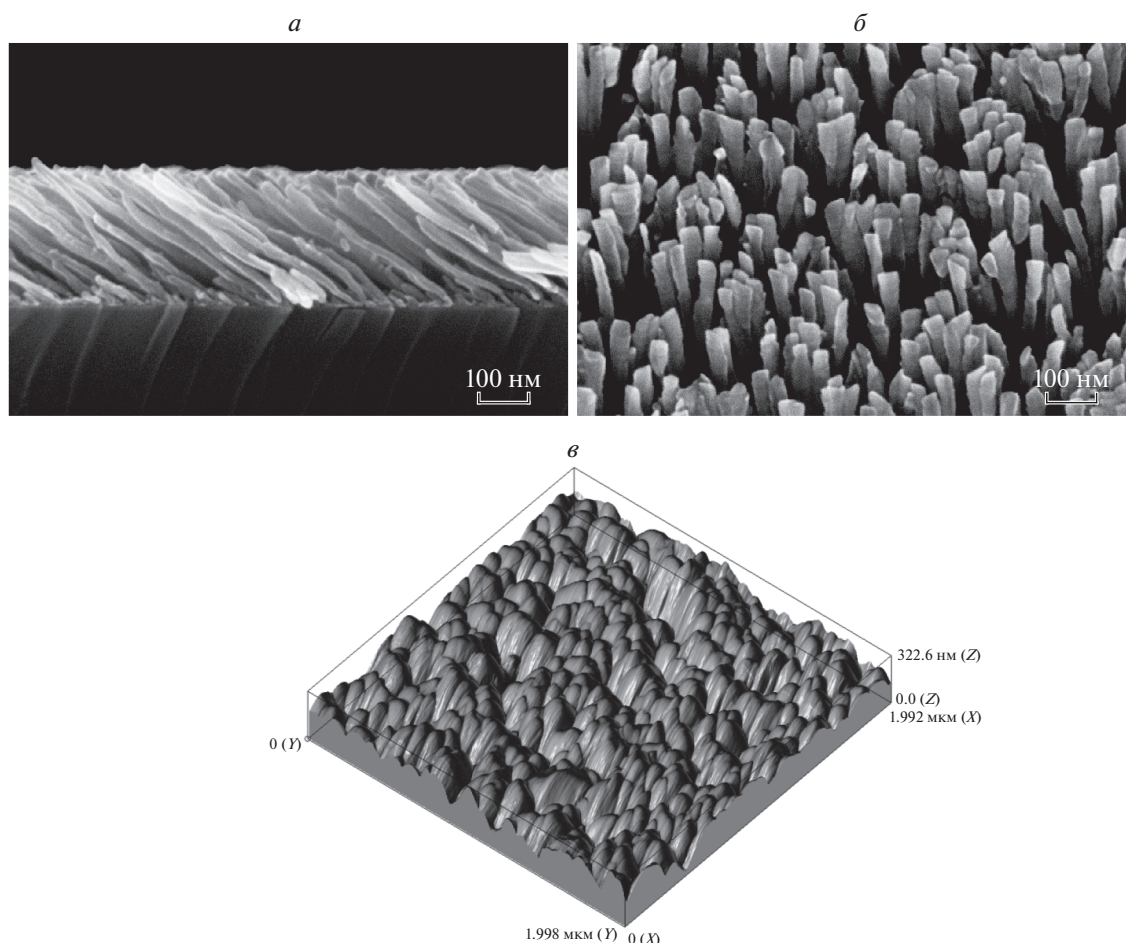 а
б
100 нм
100 нм
в
322.6 нм (Z)
0.0 (Z)
1.992 мкм (X)
0 (Y)
1.998 мкм (Y)
0 (X)